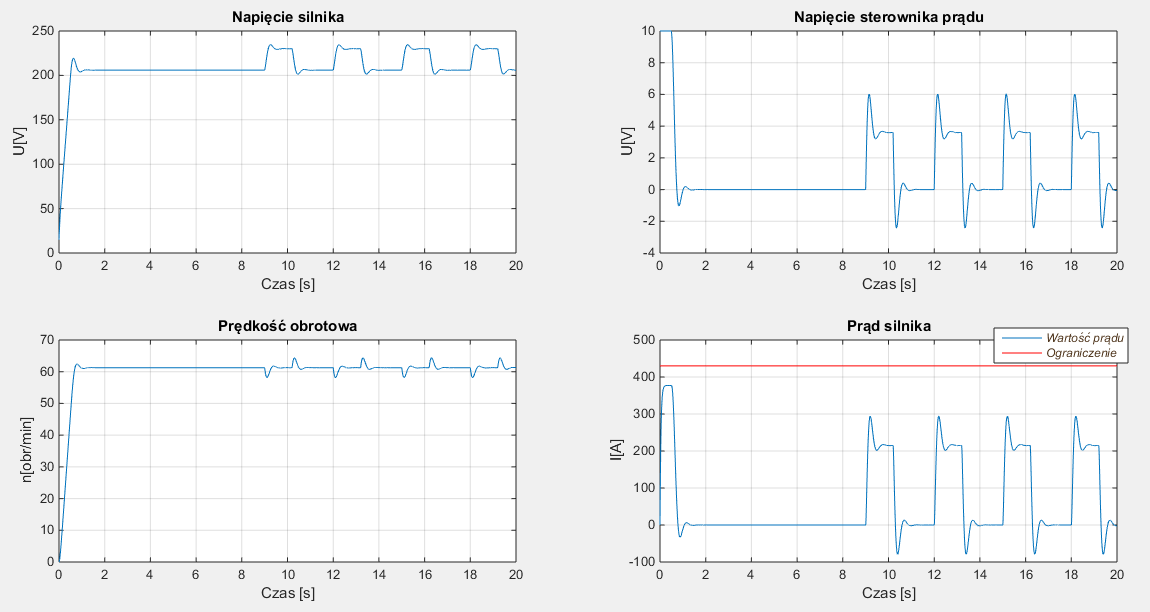 Napięcie silnika
250
200
150
100
50
0
U[V]
0 2 4 6 8 10 12 14 16 18 20
Czas [s]
Napięcie sterownika prądu
10
8
6
4
2
0
-2
-4
U[V]
0 2 4 6 8 10 12 14 16 18 20
Czas [s]
Prędkość obrotowa
70
60
50
40
30
20
10
0
n[obr/min]
0 2 4 6 8 10 12 14 16 18 20
Czas [s]
Prąd silnika
Wartość prądu
Ograniczenie
500
400
300
200
100
0
-100
I[A]
0 2 4 6 8 10 12 14 16 18 20
Czas [s]